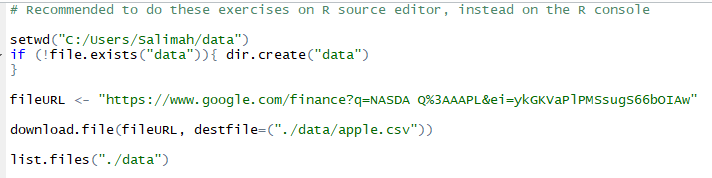 # Recommended to do these exercises on R source editor, instead on the R console
setwd("C:/Users/Salimah/data")
if (!file.exists("data")){ dir.create("data")
}
fileURL <- "https://www.google.com/finance?q=NASDA Q%3AAAPL&ei=ykGKVaPlPMSsugS66bOIAw"
download.file(fileURL, destfile=("./data/apple.csv"))
list.files("./data")